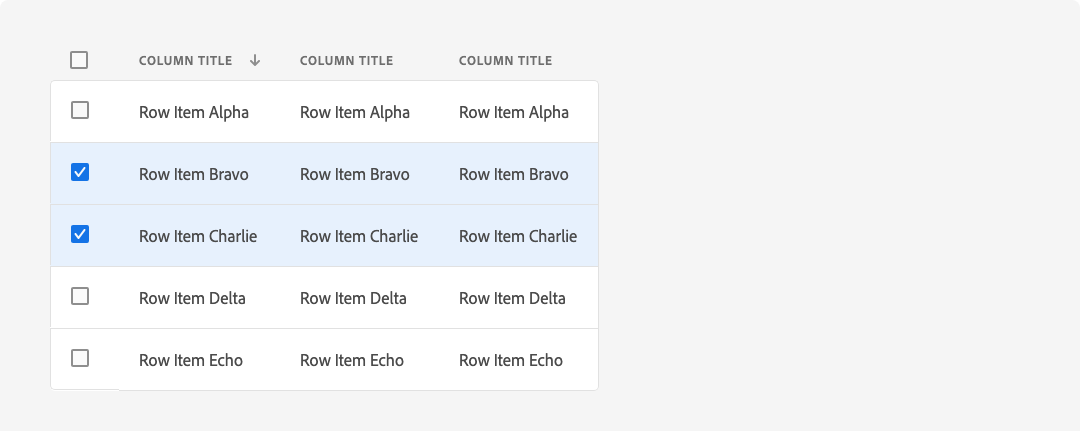 COLUMN TITLE COLUMN TITLE COLUMN TITLE
Row Item Alpha Row Item Alpha Row Item Alpha
Row Item Bravo Row Item Bravo Row Item Bravo
Row Item Charlie Row Item Charlie Row Item Charlie
Row Item Delta Row Item Delta Row Item Delta
Row Item Echo Row Item Echo Row Item Echo